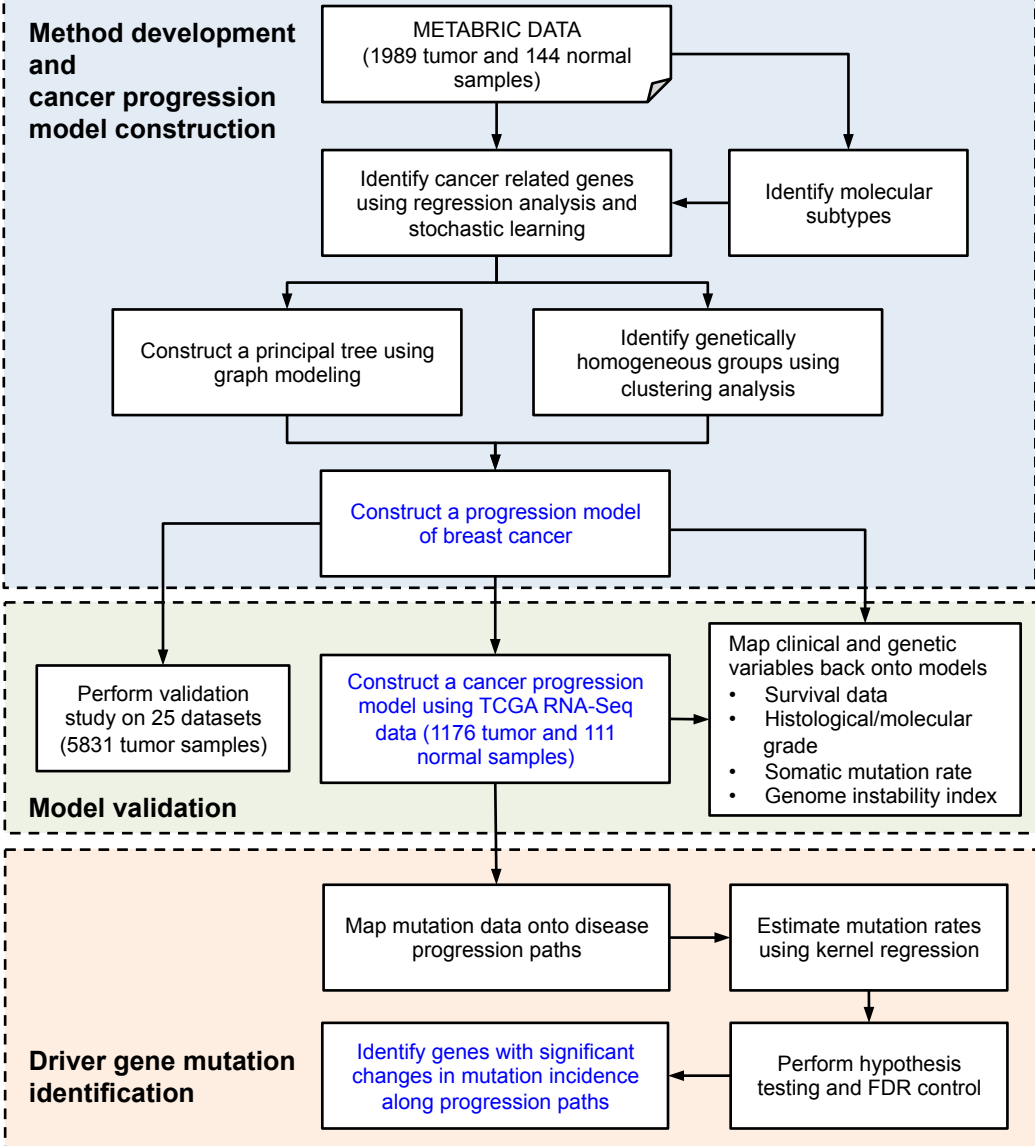 Method development
and
cancer progression
model construction
METABRIC DATA
(1989 tumor and 144 normal
samples)
Identify cancer related genes
using regression analysis and
stochastic learning
Identify molecular
subtypes
Construct a principal tree using
graph modeling
Identify genetically
homogeneous groups using
clustering analysis
Construct a progression model
of breast cancer
Perform validation
study on 25 datasets
(5831 tumor samples)
Construct a cancer progression
model using TCGA RNA-Seq
data (1176 tumor and 111
normal samples)
Map clinical and genetic
variables back onto models
• Survival data
• Histological/molecular
grade
• Somatic mutation rate
• Genome instability index
Model validation
Map mutation data onto disease
progression paths
Estimate mutation rates
using kernel regression
Driver gene mutation
identification
Identify genes with significant
changes in mutation incidence
along progression paths
Perform hypothesis
testing and FDR control